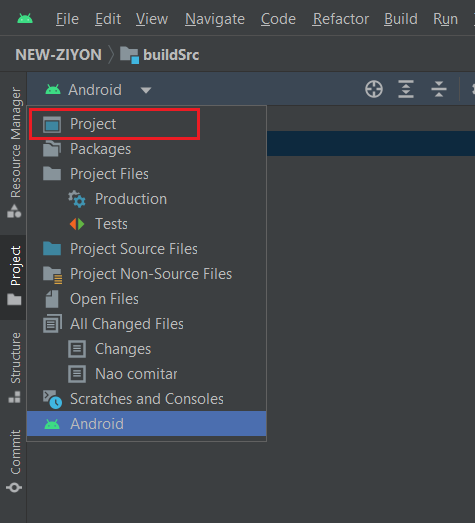 File Edit View Navigate Code Refactor Build Run
NEW-ZIYON buildSrc
Android
Project
Packages
Project Files
Production
Tests
Project Source Files
Project Non-Source Files
Open Files
All Changed Files
Changes
Nao comitar
Scratches and Consoles
Android
Resource Manager
Project
Structure
Commit